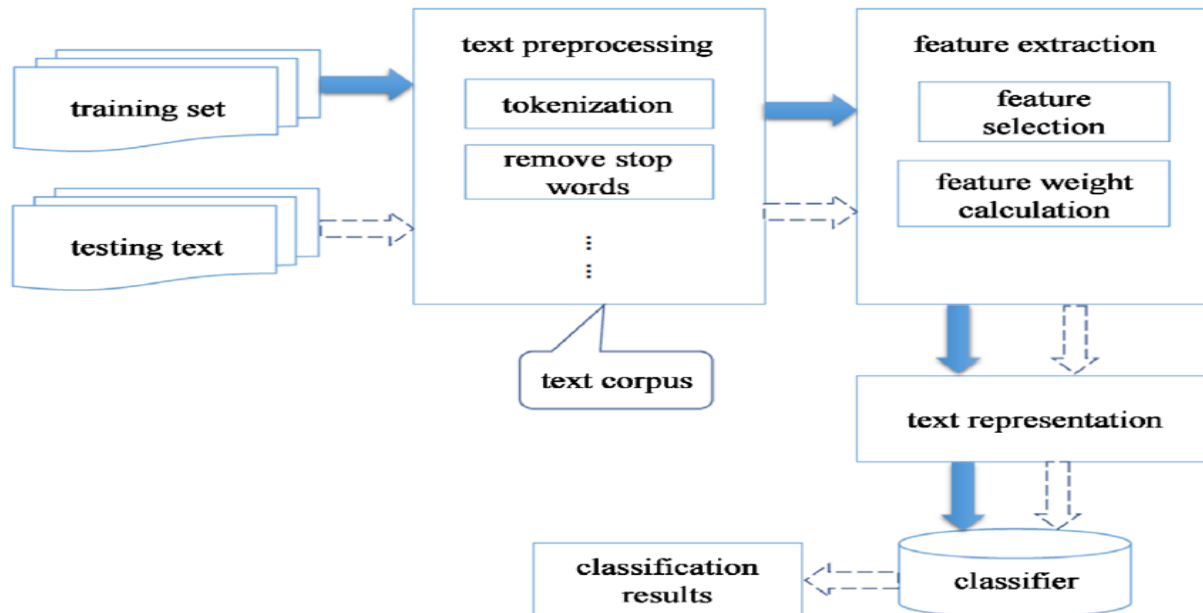 text preprocessing
feature extraction
training set
tokenization
feature
selection
remove stop
words
feature weight
calculation
testing text
text corpus
text representation
classification
results
classifier